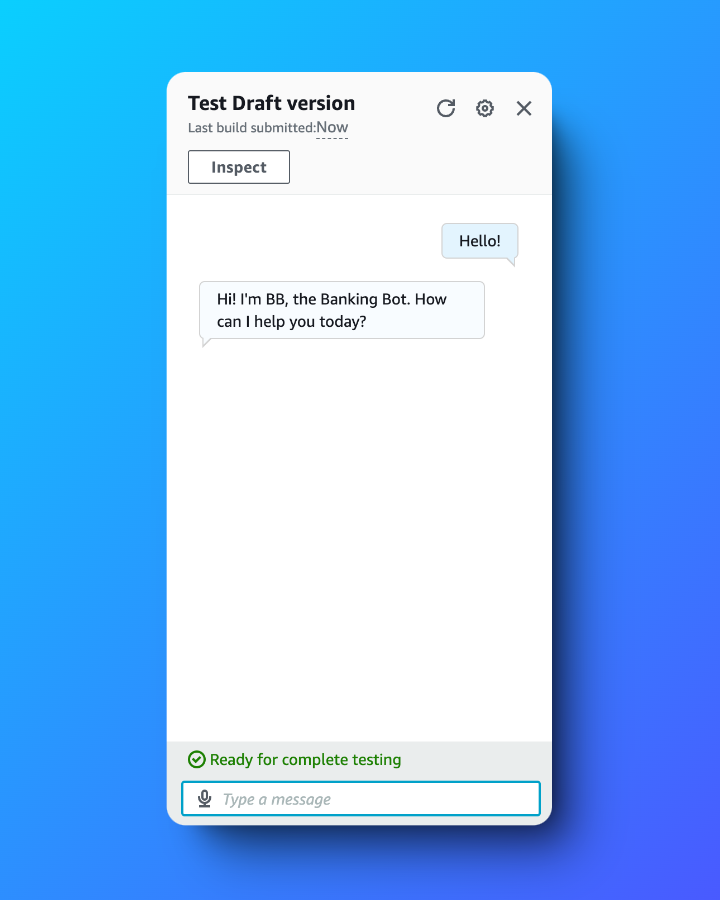 Test Draft version
Last build submitted:Now
Inspect
Hello!
Hi! I'm BB, the Banking Bot. How
can I help you today?
Ready for complete testing
Type a message